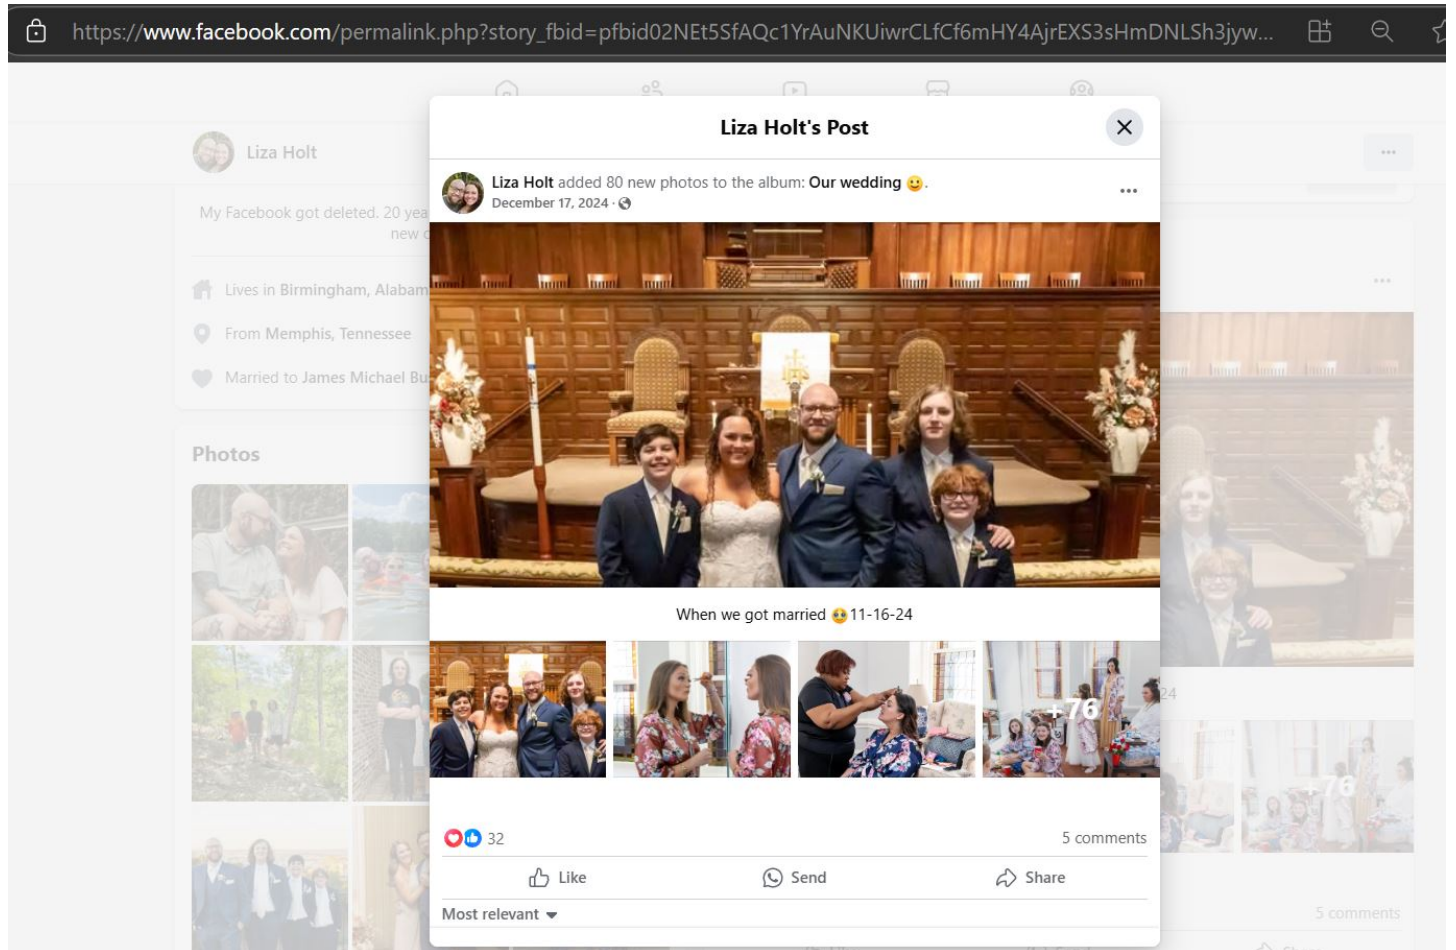 https://www.facebook.com/permalink.php?story_fbid=pfbid02NEt5SfAQc1YrAuNKUiwrCLfCf6mHY4AjrEXS3sHmDNLSh3jyw...
Liza Holt
My Facebook got deleted. 20 yea
new
Lives in Birmingham, Alabam
From Memphis, Tennessee
Married to James Michael Bu
Photos
Liza Holt's Post
Liza Holt added 80 new photos to the album: Our wedding 🙂.
December 17, 2024 ·
When we got married 🥹11-16-24
+76
32
5 comments
Like
Send
Share
Most relevant
24
+76
5 comments